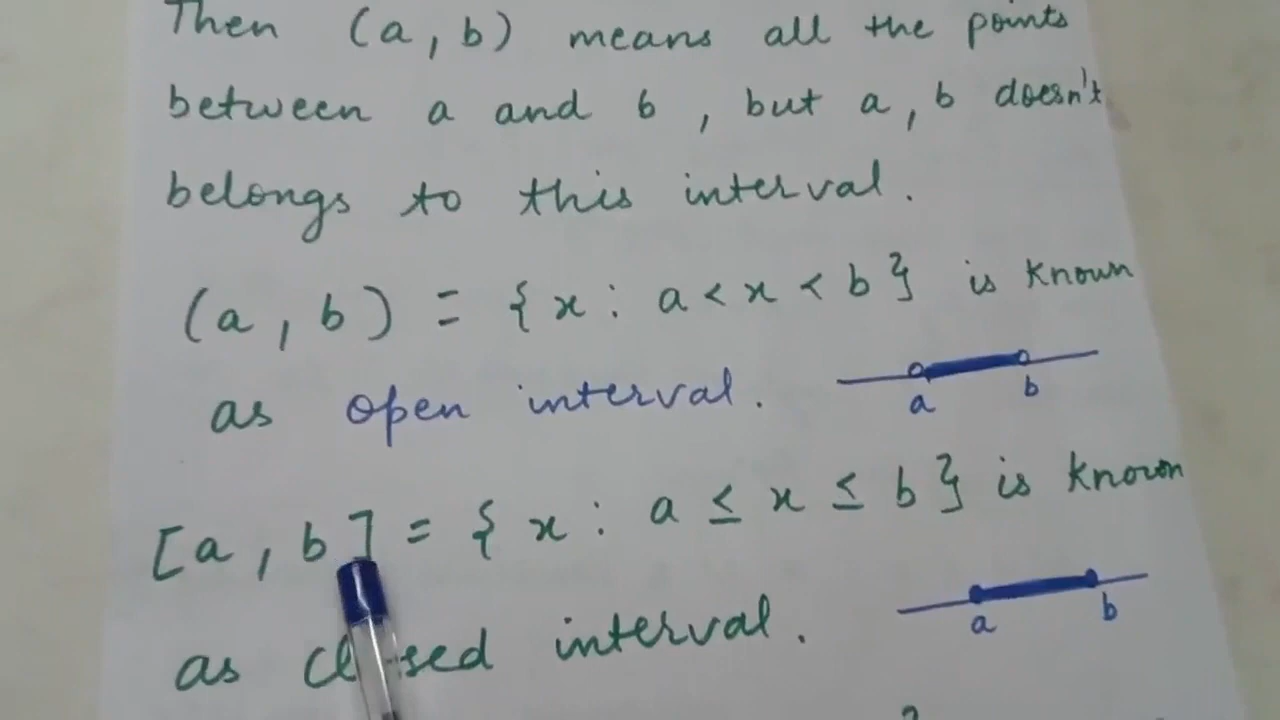 Then (a, b) means all the points
between a and b, but a, b doesn't
belongs to this interval.
(a, b) = {x : a < x < b} is known
as open interval.
a b
[a, b] = {x : a ≤ x ≤ b} is known
as closed interval.
a b